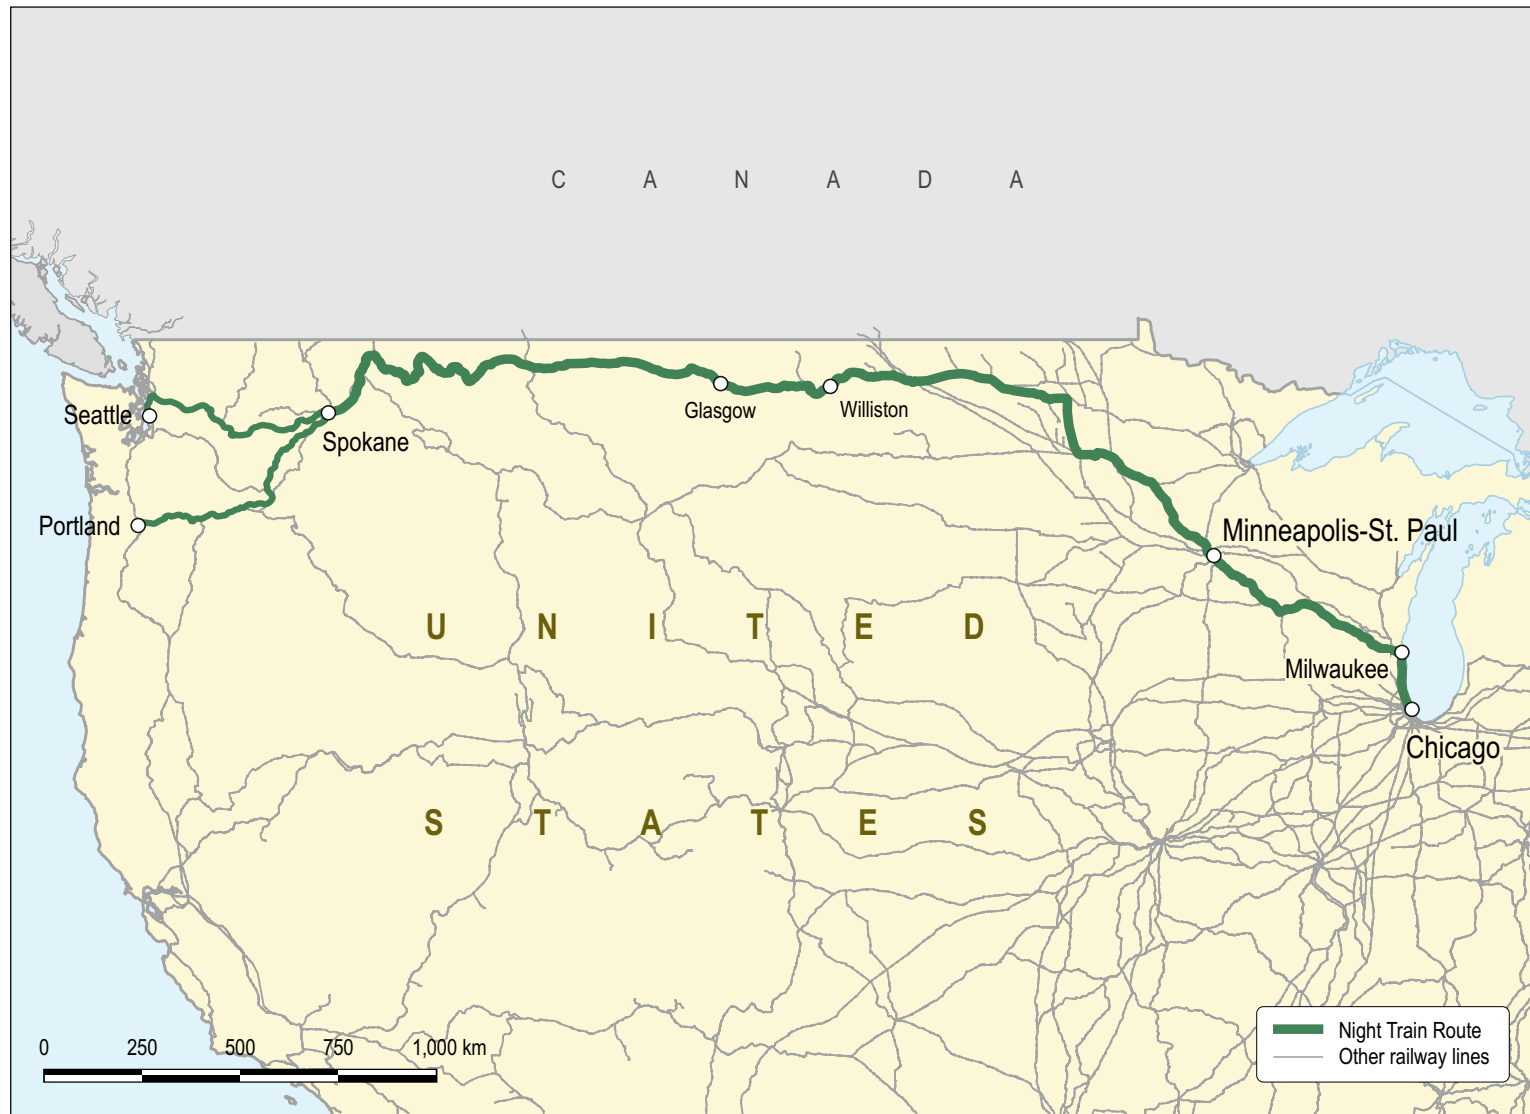 C A N A D A
Seattle
Spokane
Glasgow
Williston
Portland
Minneapolis-St. Paul
U N I T E D
Milwaukee
Chicago
S T A T E S
0 250 500 750 1,000 km
Night Train Route
Other railway lines